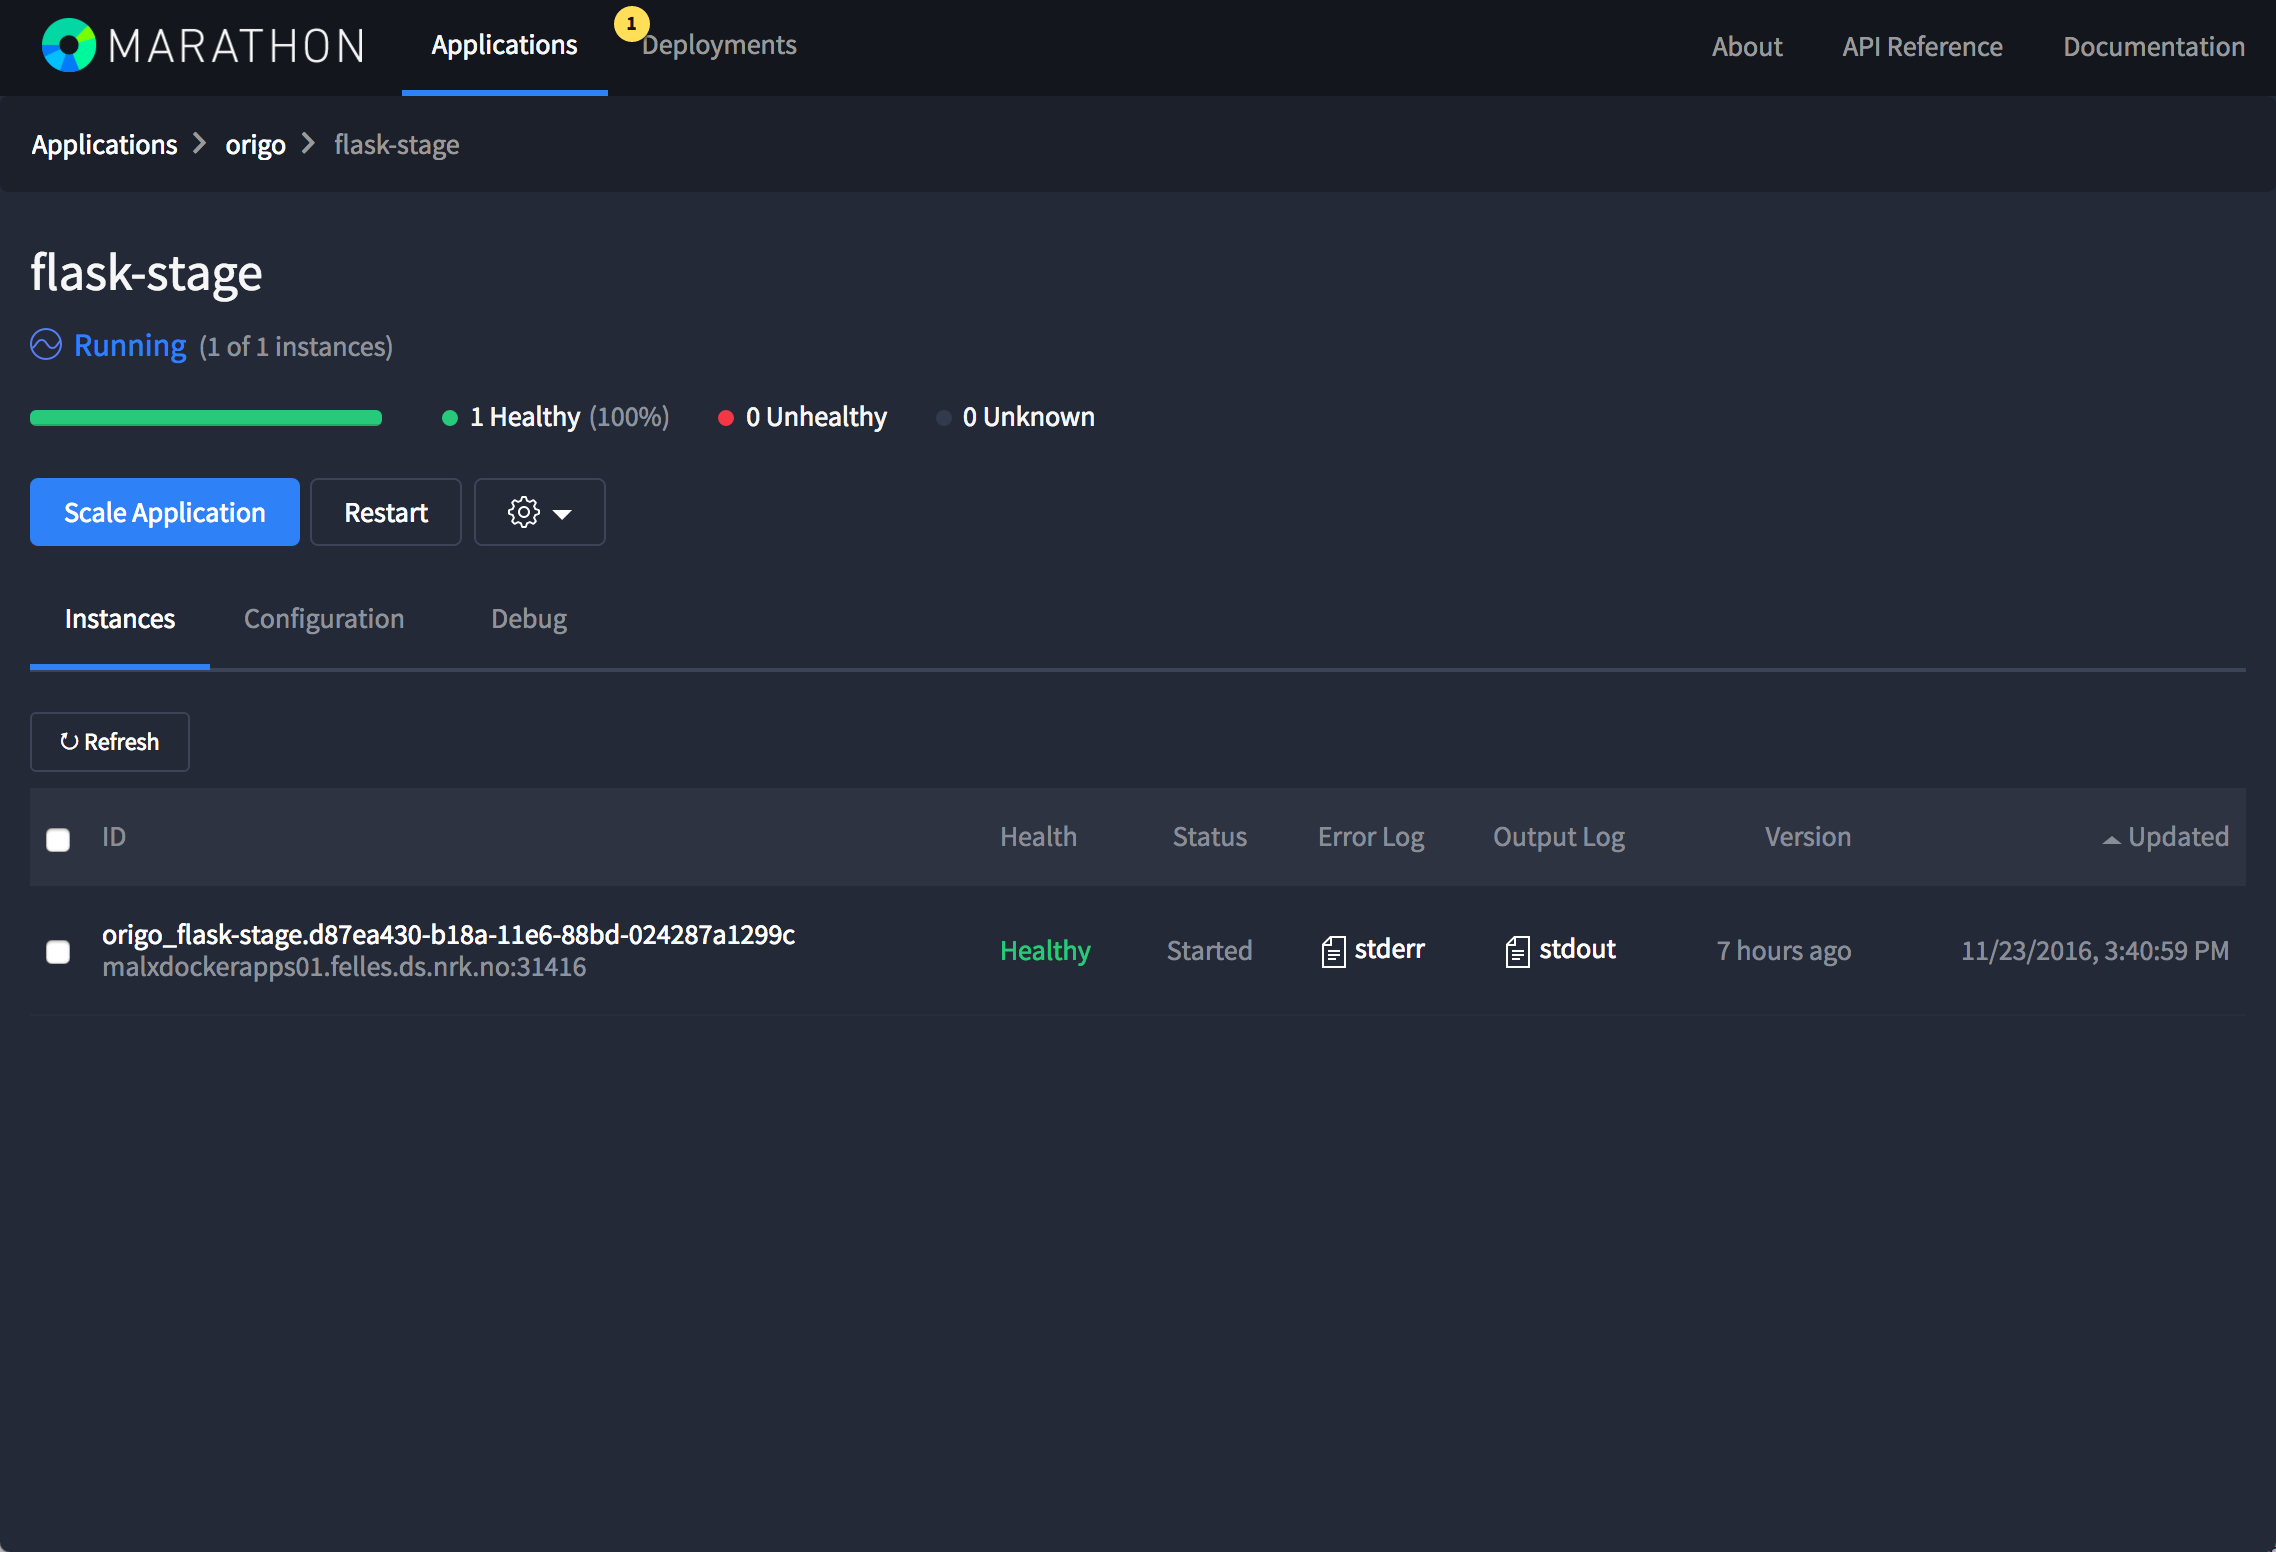 MARATHON Applications 1 Deployments About API Reference Documentation
Applications origo flask-stage
flask-stage
Running (1 of 1 instances)
1 Healthy (100%) 0 Unhealthy 0 Unknown
Scale Application Restart
Instances Configuration Debug
Refresh
ID Health Status Error Log Output Log Version Updated
origo_flask-stage.d87ea430-b18a-11e6-88bd-024287a1299c Healthy Started stderr stdout 7 hours ago 11/23/2016, 3:40:59 PM
malxdockerapps01.felles.ds.nrk.no:31416